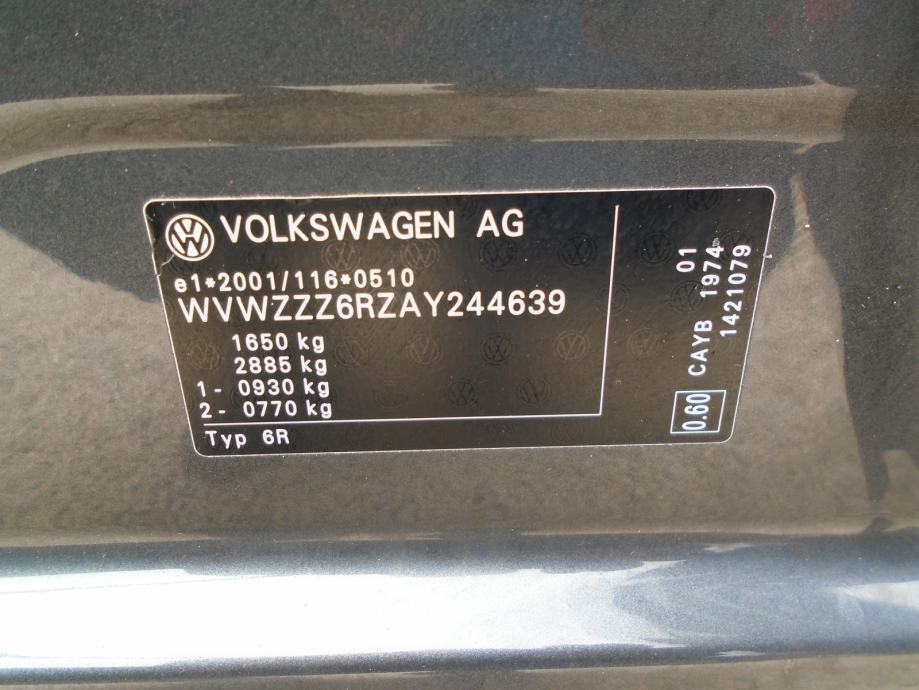 VOLKSWAGEN AG
e1*2001/116*0510
WVWZZZ6RZAY244639
1650 kg
2885 kg
1- 0930 kg
2- 0770 kg
Typ 6R
01
CAYB 1974
1421079
0.60